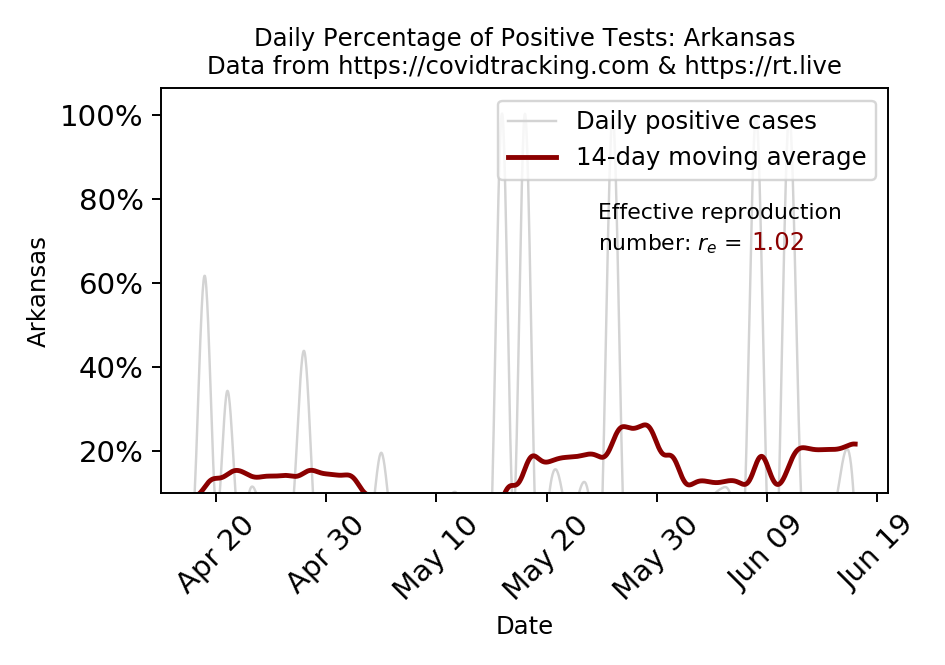 Daily Percentage of Positive Tests: Arkansas
Data from https://covidtracking.com & https://rt.live
Daily positive cases
14-day moving average
Effective reproduction
number: rₑ = 1.02
100%
80%
60%
40%
20%
Arkansas
Apr 20
Apr 30
May 10
May 20
May 30
Jun 09
Jun 19
Date